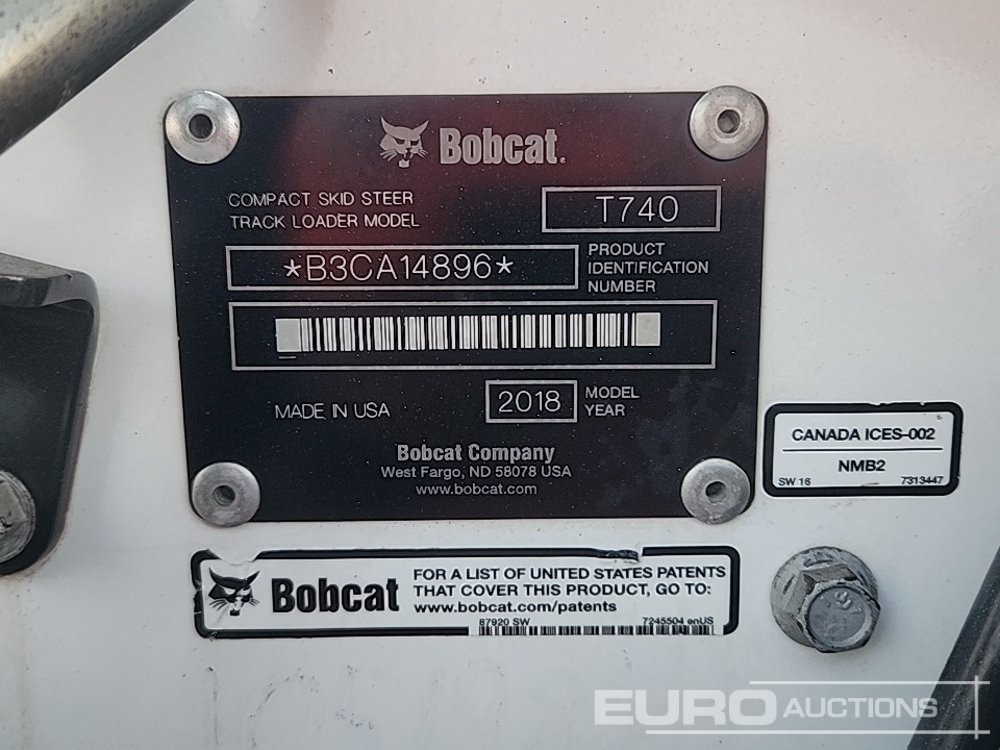 Bobcat.
COMPACT SKID STEER
TRACK LOADER MODEL
T740
*B3CA14896*
PRODUCT
IDENTIFICATION
NUMBER
MADE IN USA
2018
MODEL
YEAR
Bobcat Company
West Fargo, ND 58078 USA
www.bobcat.com
CANADA ICES-002
NMB2
SW 16 7313447
Bobcat
FOR A LIST OF UNITED STATES PATENTS
THAT COVER THIS PRODUCT, GO TO:
www.bobcat.com/patents
87920 SW 7245504 enUS
EURO AUCTIONS